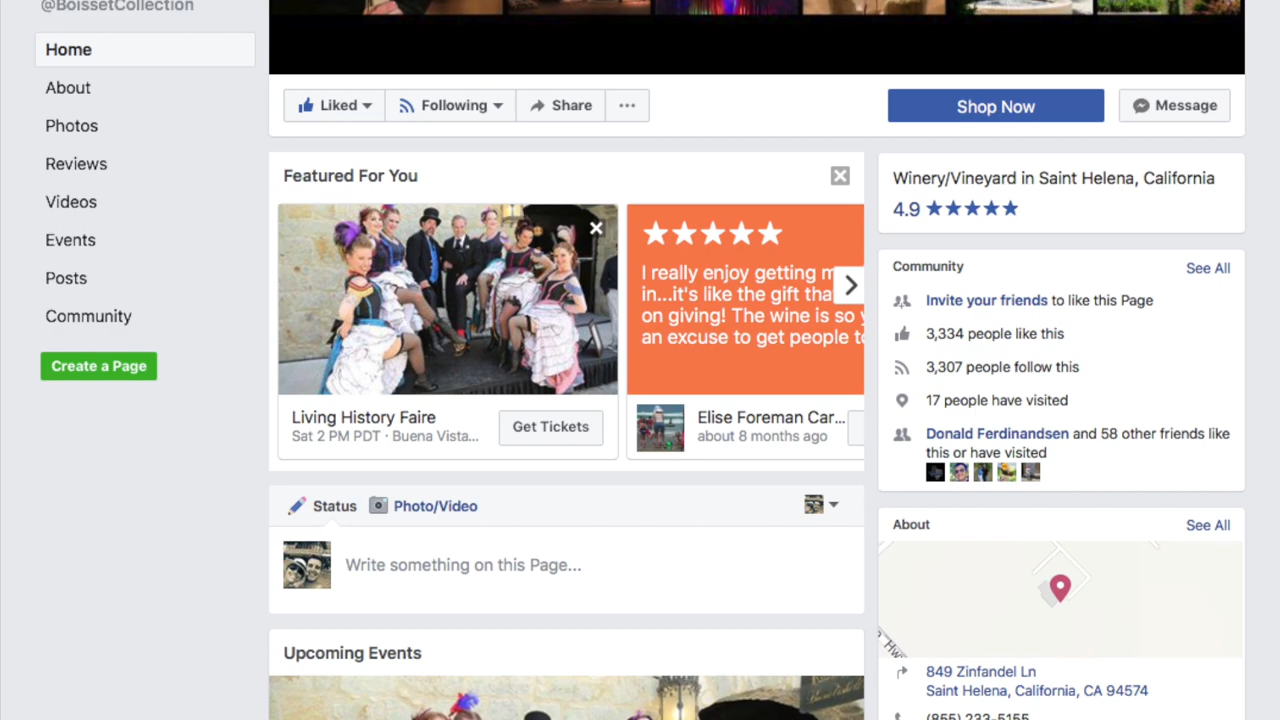 @BoissetCollection
Home
About
Photos
Reviews
Videos
Events
Posts
Community
Create a Page
Liked
Following
Share
Shop Now
Message
Featured For You
Living History Faire
Sat 2 PM PDT · Buena Vista...
Get Tickets
I really enjoy getting m
in...it's like the gift tha
on giving! The wine is so y
an excuse to get people to
Elise Foreman Car...
about 8 months ago
Status
Photo/Video
Write something on this Page...
Upcoming Events
Winery/Vineyard in Saint Helena, California
4.9
Community
See All
Invite your friends to like this Page
3,334 people like this
3,307 people follow this
17 people have visited
Donald Ferdinandsen and 58 other friends like
this or have visited
About
See All
Hwy
849 Zinfandel Ln
Saint Helena, California, CA 94574
(855) 233-5155